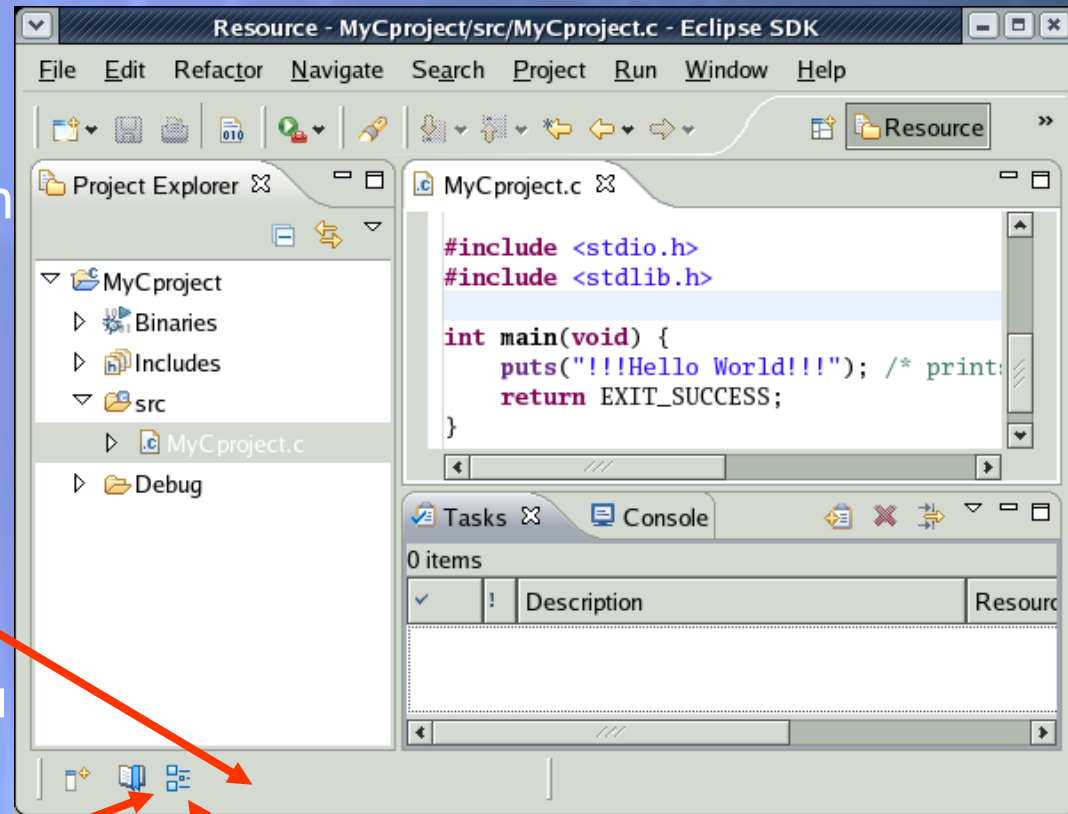 Resource - MyCproject/src/MyCproject.c - Eclipse SDK
File Edit Refactor Navigate Search Project Run Window Help
010
Resource »
Project Explorer
MyCproject
Binaries
Includes
src
MyCproject.c
Debug
MyCproject.c
#include <stdio.h>
#include <stdlib.h>
int main(void) {
puts("!!!Hello World!!!"); /* prints
return EXIT_SUCCESS;
}
Tasks Console
0 items
! Description Resourc